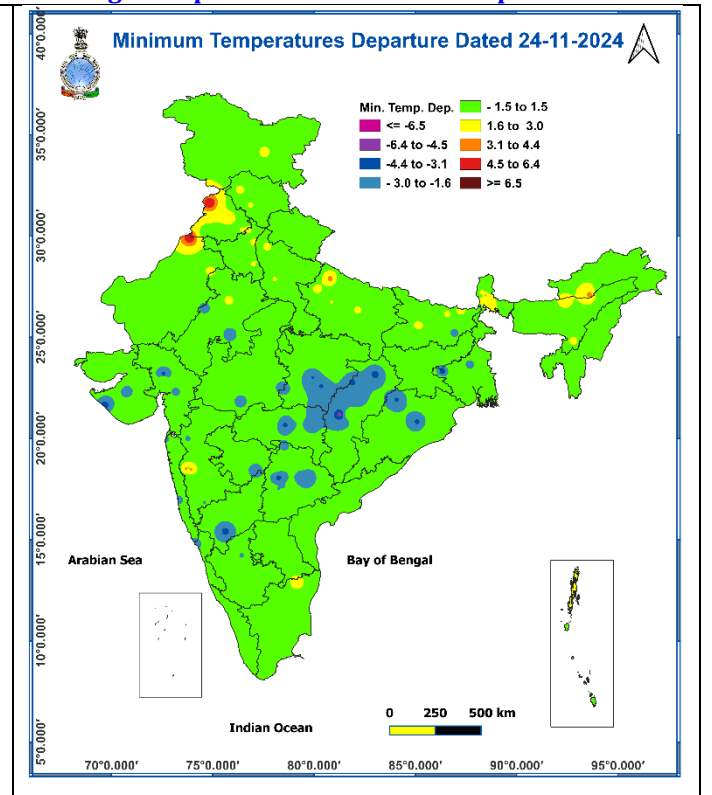 Minimum Temperatures Departure Dated 24-11-2024
Min. Temp. Dep.
<= -6.5
-6.4 to -4.5
-4.4 to -3.1
- 3.0 to -1.6
- 1.5 to 1.5
1.6 to 3.0
3.1 to 4.4
4.5 to 6.4
>= 6.5
40°0.000'
35°0.000'
30°0.000'
25°0.000'
20°0.000'
15°0.000'
10°0.000'
5°0.000'
Arabian Sea
Bay of Bengal
Indian Ocean
0 250 500 km
70°0.000' 75°0.000' 80°0.000' 85°0.000' 90°0.000' 95°0.000'